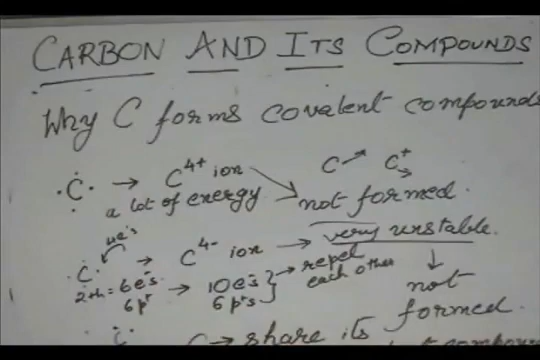 CARBON AND ITS COMPOUNDS
Why C forms covalent compounds
·C· → C⁴⁺ ion → not formed. C → C⁺
a lot of energy
4e's
·C· → C⁴⁻ ion → very unstable.
2+4=6e's → 10e's → repel each other
6p⁺ 6p's
↓ not formed.
C → share its